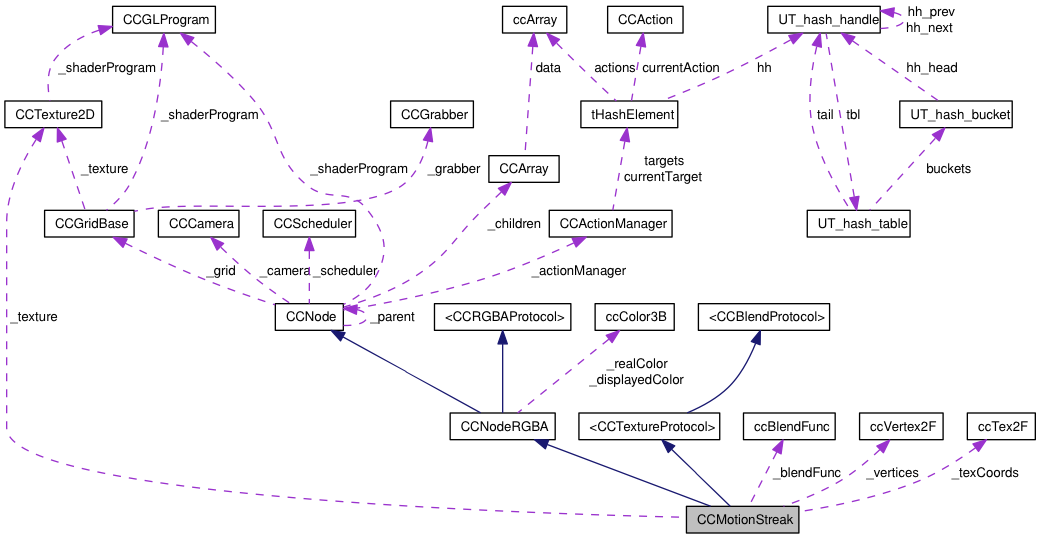 CCGLProgram
ccArray
CCAction
UT_hash_handle
hh_prev
hh_next
_shaderProgram
data
actions
currentAction
hh
hh_head
CCTexture2D
_shaderProgram
CCGrabber
tHashElement
tail
tbl
UT_hash_bucket
_texture
_shaderProgram
_grabber
CCArray
targets
currentTarget
buckets
CCGridBase
CCCamera
CCScheduler
_children
CCActionManager
UT_hash_table
_grid
_camera
_scheduler
_actionManager
_texture
CCNode
_parent
<CCRGBAProtocol>
ccColor3B
<CCBlendProtocol>
_realColor
_displayedColor
CCNodeRGBA
<CCTextureProtocol>
ccBlendFunc
ccVertex2F
ccTex2F
_blendFunc
_vertices
_texCoords
CCMotionStreak